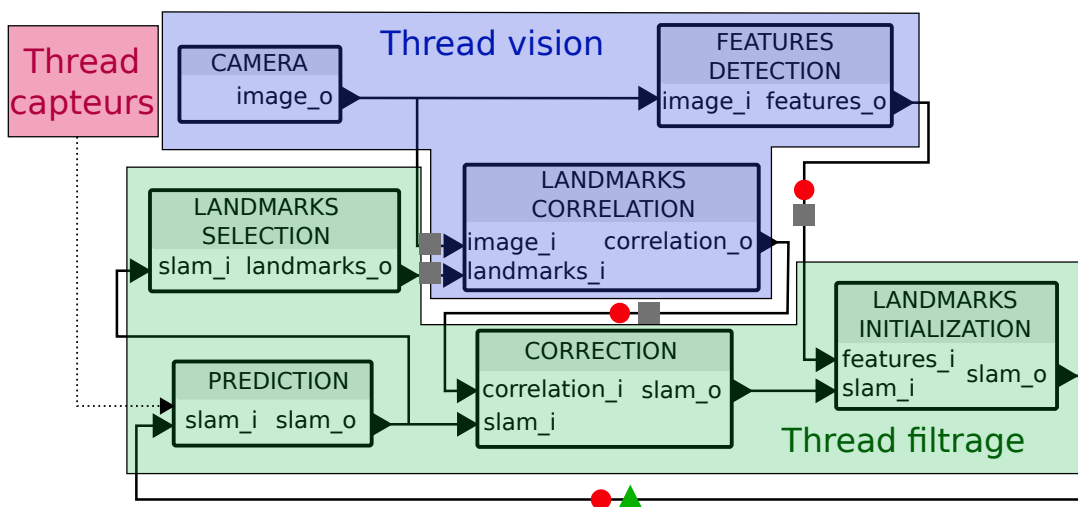 Thread
capteurs
Thread vision
CAMERA
image_o
FEATURES
DETECTION
image_i features_o
LANDMARKS
SELECTION
slam_i landmarks_o
LANDMARKS
CORRELATION
image_i correlation_o
landmarks_i
PREDICTION
slam_i slam_o
CORRECTION
correlation_i slam_o
slam_i
LANDMARKS
INITIALIZATION
features_i
slam_o
slam_i
Thread filtrage